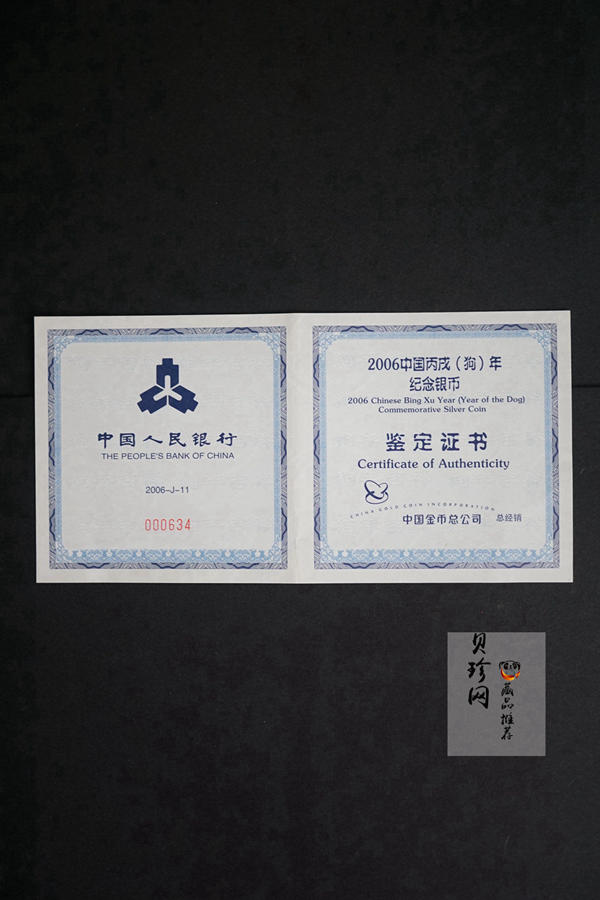 中国人民银行
THE PEOPLE'S BANK OF CHINA
2006-J-11
000634
2006中国丙戌（狗）年
纪念银币
2006 Chinese Bing Xu Year (Year of the Dog)
Commemorative Silver Coin
鉴定证书
Certificate of Authenticity
CHINA GOLD COIN INCORPORATION
中国金币总公司 总经销
贝珍网
藏品推荐